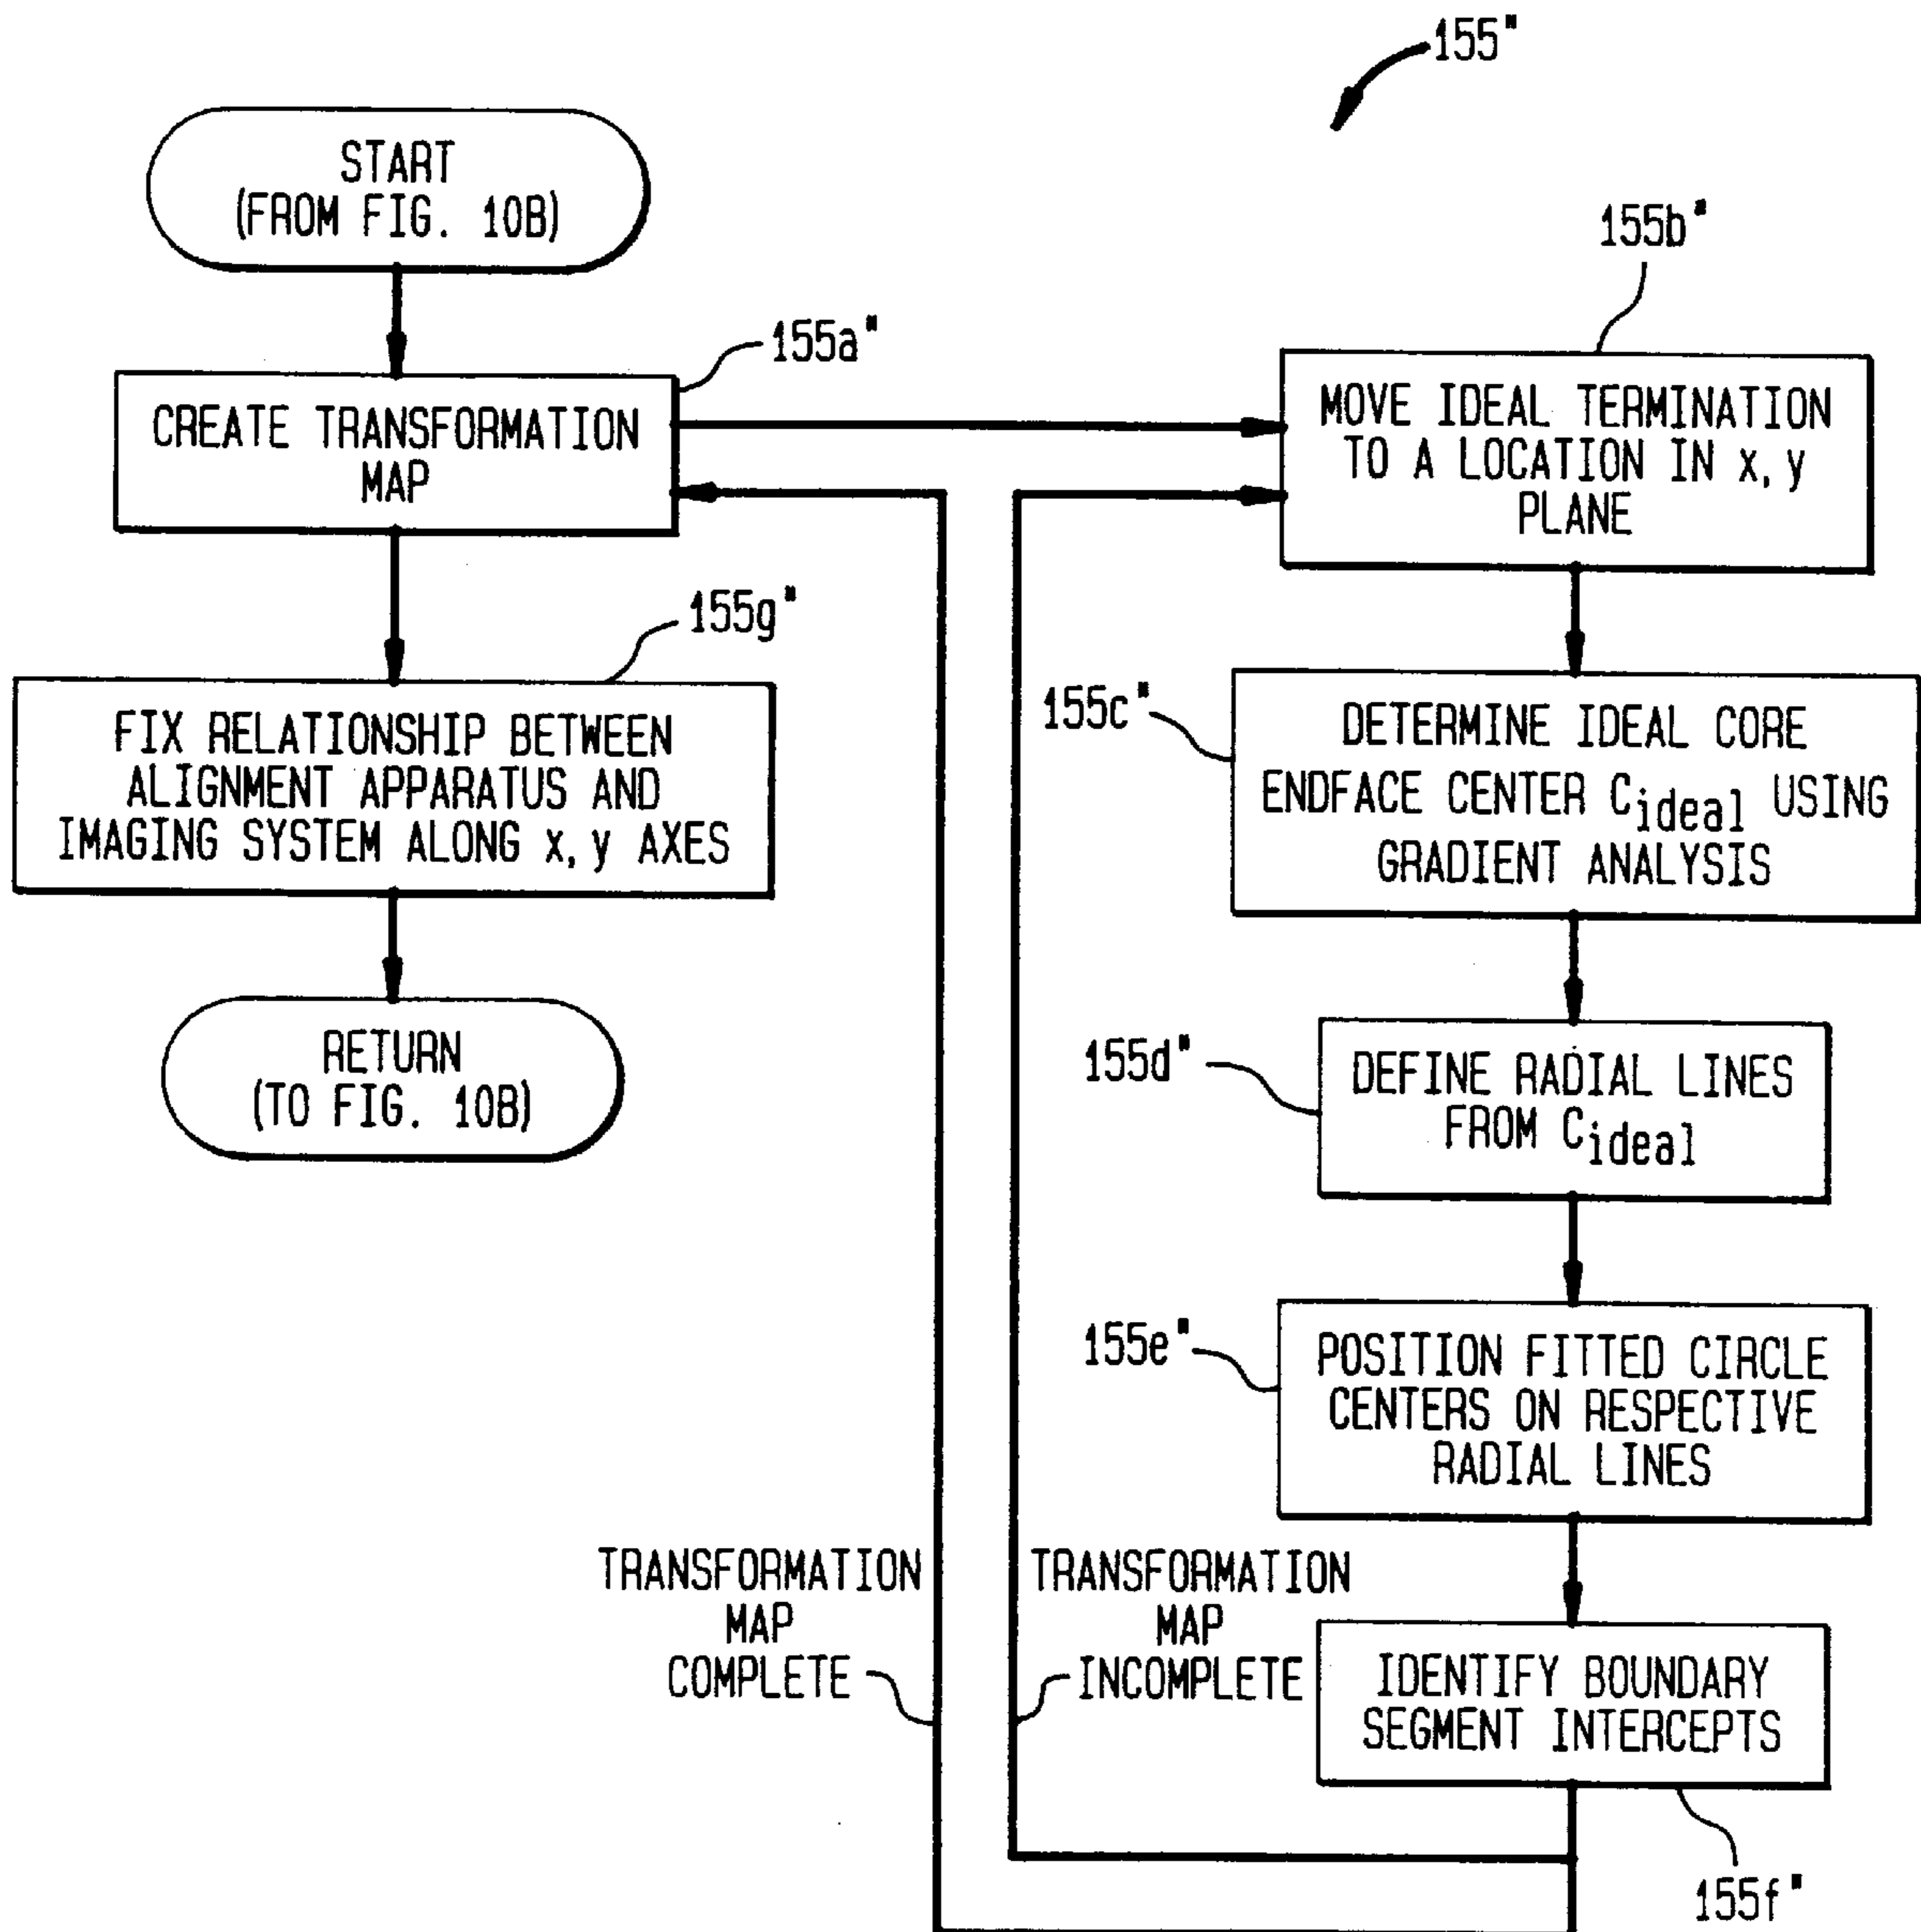 155"
START
(FROM FIG. 10B)
155a"
CREATE TRANSFORMATION
MAP
155b"
MOVE IDEAL TERMINATION
TO A LOCATION IN x, y
PLANE
155g"
FIX RELATIONSHIP BETWEEN
ALIGNMENT APPARATUS AND
IMAGING SYSTEM ALONG x, y AXES
RETURN
(TO FIG. 10B)
155c"
DETERMINE IDEAL CORE
ENDFACE CENTER Cideal USING
GRADIENT ANALYSIS
155d"
DEFINE RADIAL LINES
FROM Cideal
155e"
POSITION FITTED CIRCLE
CENTERS ON RESPECTIVE
RADIAL LINES
TRANSFORMATION
MAP
COMPLETE
TRANSFORMATION
MAP
INCOMPLETE
IDENTIFY BOUNDARY
SEGMENT INTERCEPTS
155f"